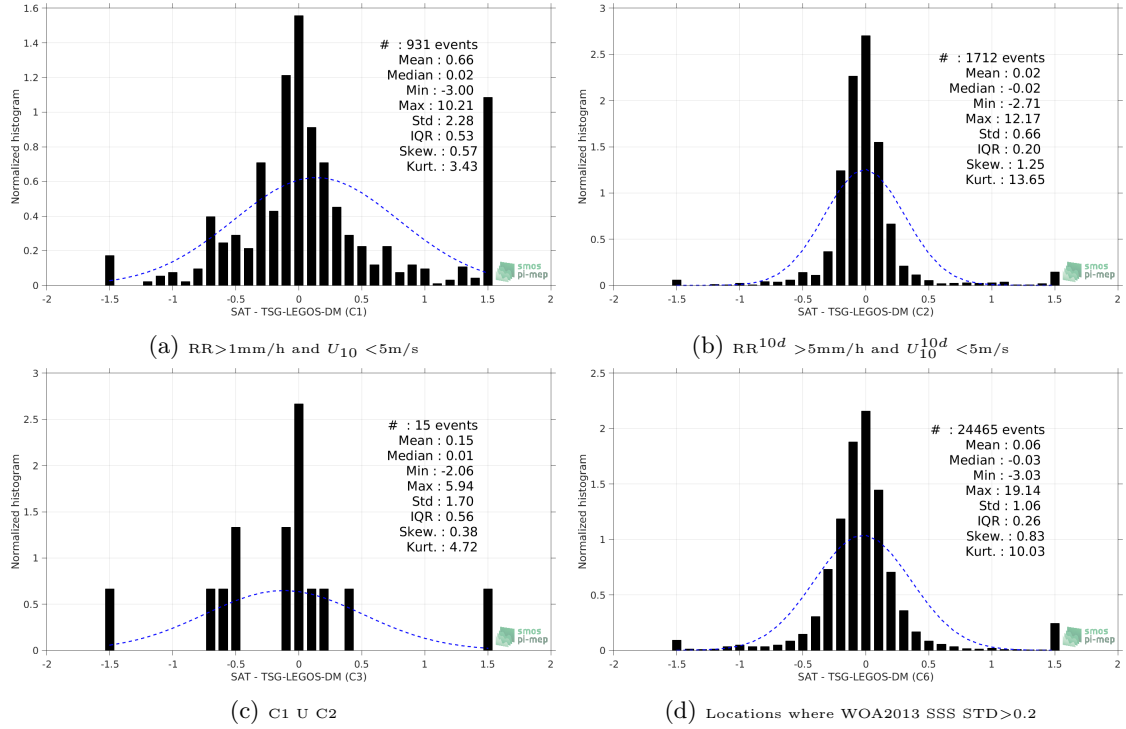 1.6
1.4
1.2
1
0.8
0.6
0.4
0.2
0
Normalized histogram
# : 931 events
Mean : 0.66
Median : 0.02
Min : -3.00
Max : 10.21
Std : 2.28
IQR : 0.53
Skew. : 0.57
Kurt. : 3.43
smos
pi-mep
-2 -1.5 -1 -0.5 0 0.5 1 1.5 2
SAT - TSG-LEGOS-DM (C1)
(a) RR>1mm/h and U10 <5m/s
3
2.5
2
1.5
1
0.5
0
Normalized histogram
# : 1712 events
Mean : 0.02
Median : -0.02
Min : -2.71
Max : 12.17
Std : 0.66
IQR : 0.20
Skew. : 1.25
Kurt. : 13.65
smos
pi-mep
-2 -1.5 -1 -0.5 0 0.5 1 1.5 2
SAT - TSG-LEGOS-DM (C2)
(b) RR10d >5mm/h and U10 10d <5m/s
3
2.5
2
1.5
1
0.5
0
Normalized histogram
# : 15 events
Mean : 0.15
Median : 0.01
Min : -2.06
Max : 5.94
Std : 1.70
IQR : 0.56
Skew. : 0.38
Kurt. : 4.72
smos
pi-mep
-2 -1.5 -1 -0.5 0 0.5 1 1.5 2
SAT - TSG-LEGOS-DM (C3)
(c) C1 U C2
2.5
2
1.5
1
0.5
0
Normalized histogram
# : 24465 events
Mean : 0.06
Median : -0.03
Min : -3.03
Max : 19.14
Std : 1.06
IQR : 0.26
Skew. : 0.83
Kurt. : 10.03
smos
pi-mep
-2 -1.5 -1 -0.5 0 0.5 1 1.5 2
SAT - TSG-LEGOS-DM (C6)
(d) Locations where WOA2013 SSS STD>0.2